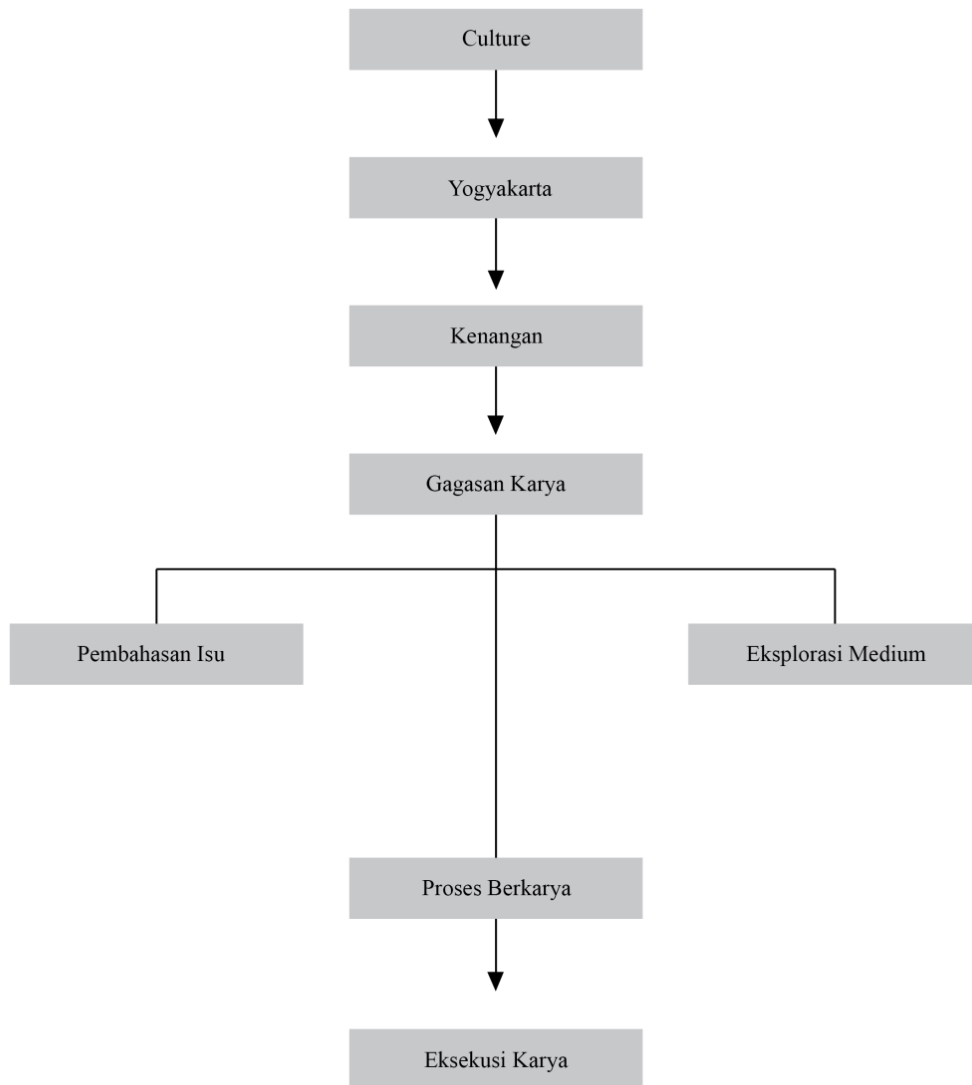 Culture
Yogyakarta
Kenangan
Gagasan Karya
Pembahasan Isu
Eksplorasi Medium
Proses Berkarya
Eksekusi Karya